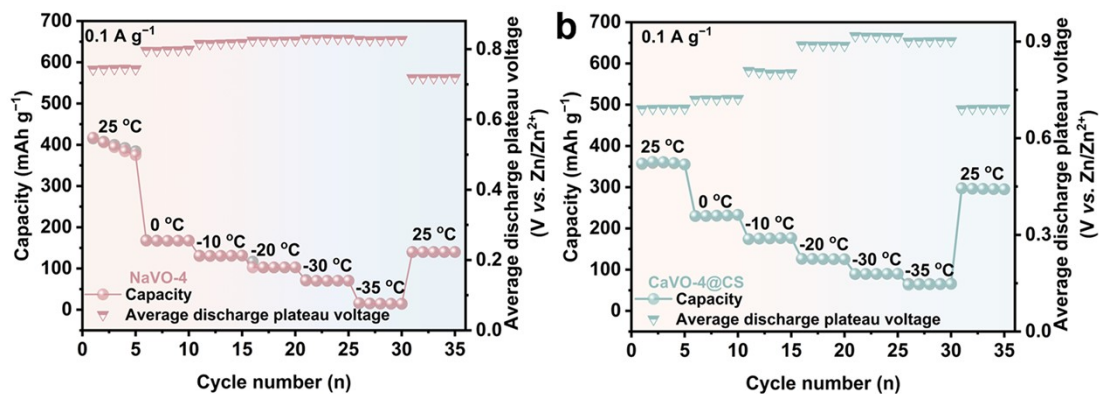 0.1 A g⁻¹
700
600
500
400
300
200
100
0
Capacity (mAh g⁻¹)
25 °C
0 °C
-10 °C
-20 °C
-30 °C
-35 °C
25 °C
NaVO-4
Capacity
Average discharge plateau voltage
0.8
0.6
0.4
0.2
0.0
Average discharge plateau voltage
(V vs. Zn/Zn²⁺)
0 5 10 15 20 25 30 35
Cycle number (n)
b
0.1 A g⁻¹
700
600
500
400
300
200
100
0
Capacity (mAh g⁻¹)
25 °C
0 °C
-10 °C
-20 °C
-30 °C
-35 °C
25 °C
CaVO-4@CS
Capacity
Average discharge plateau voltage
0.9
0.6
0.3
0.0
Average discharge plateau voltage
(V vs. Zn/Zn²⁺)
0 5 10 15 20 25 30 35
Cycle number (n)